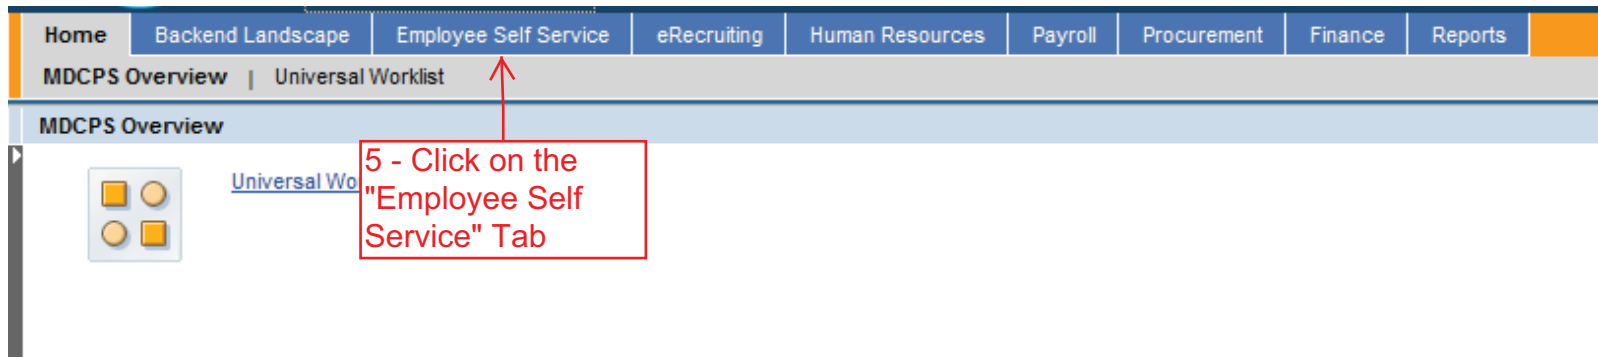 Home Backend Landscape Employee Self Service eRecruiting Human Resources Payroll Procurement Finance Reports
MDCPS Overview | Universal Worklist
MDCPS Overview
Universal
5 - Click on the
"Employee Self
Service" Tab